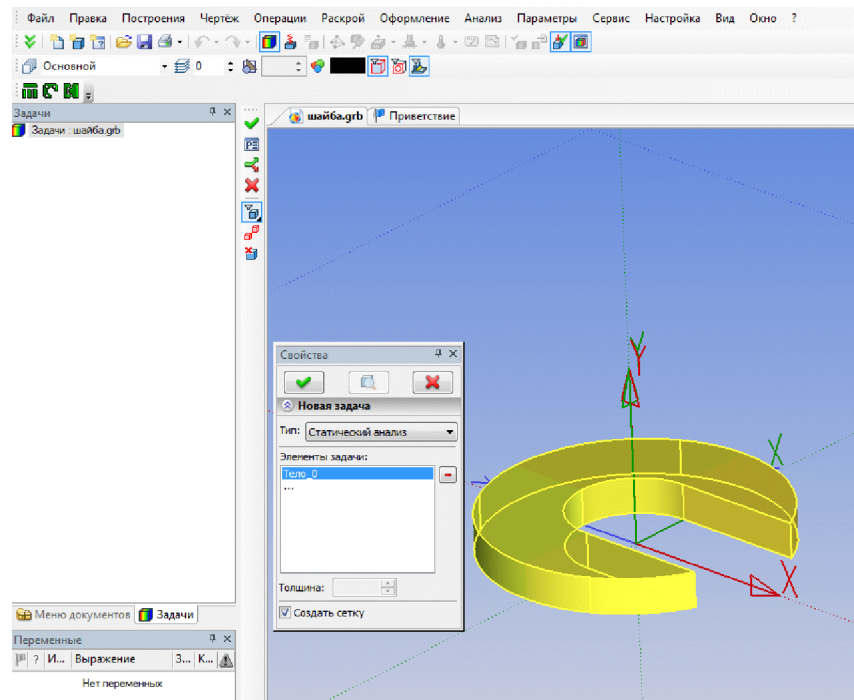 Файл Правка Построения Чертёж Операции Раскрой Оформление Анализ Параметры Сервис Настройка Вид Окно ?
Основной 0
Задачи
Задачи : шайба.grb
шайба.grb Приветствие
Свойства
Новая задача
Тип: Статический анализ
Элементы задачи:
Тело_0
...
Толщина:
Создать сетку
Y
X
X
Меню документов Задачи
Переменные
? И... Выражение З... К...
Нет переменных